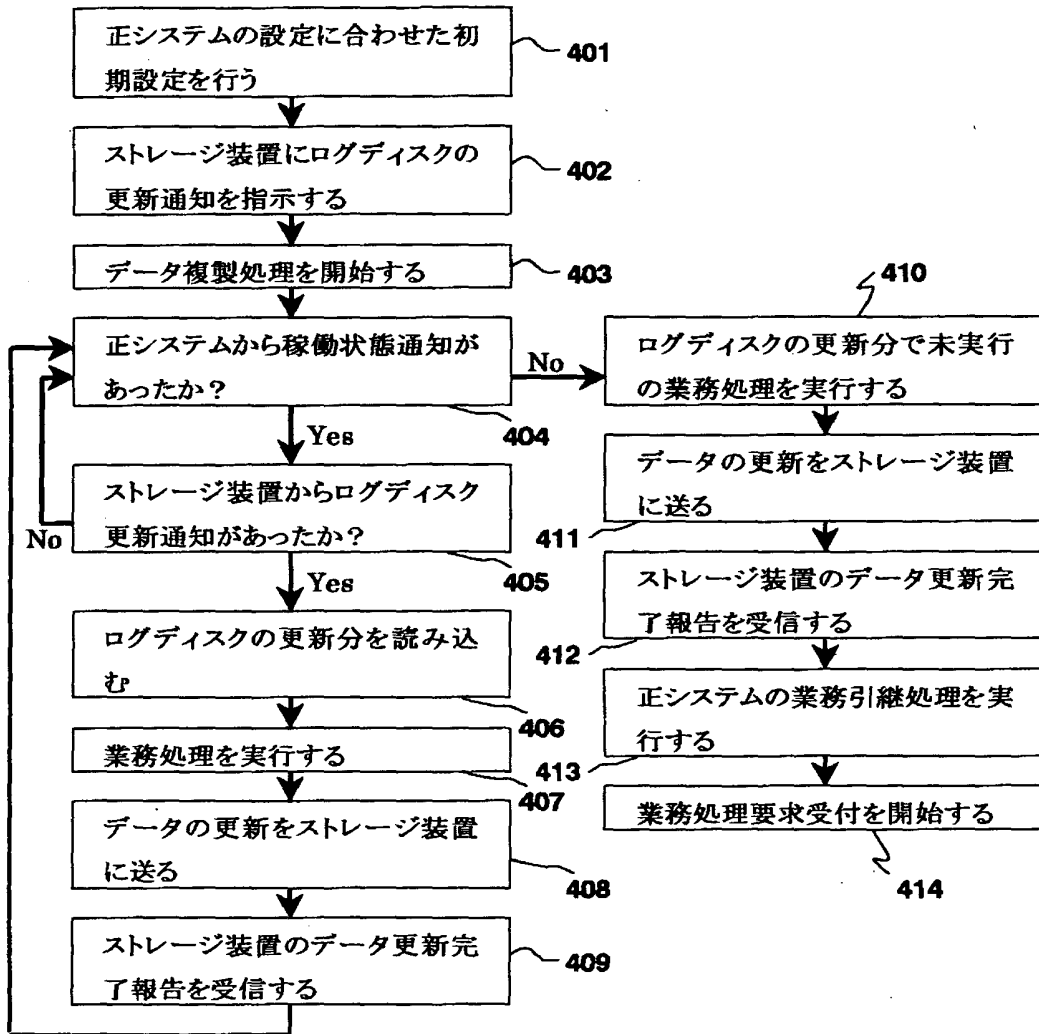 正システムの設定に合わせた初
期設定を行う
401
ストレージ装置にログディスクの
更新通知を指示する
402
データ複製処理を開始する
403
正システムから稼働状態通知が
あったか?
404
No
Yes
ストレージ装置からログディスク
更新通知があったか?
405
No
Yes
ログディスクの更新分を読み込
む
406
業務処理を実行する
407
データの更新をストレージ装置
に送る
408
ストレージ装置のデータ更新完
了報告を受信する
409
410
ログディスクの更新分で未実行
の業務処理を実行する
データの更新をストレージ装置
に送る
411
ストレージ装置のデータ更新完
了報告を受信する
412
正システムの業務引継処理を実
行する
413
業務処理要求受付を開始する
414